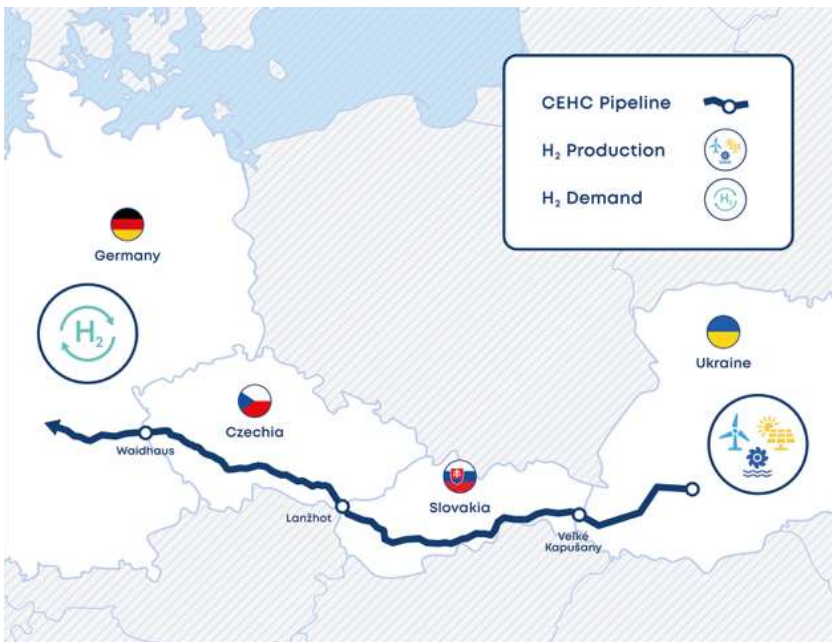 CEHC Pipeline
H₂ Production
H₂ Demand
Germany
H₂
Ukraine
Czechia
Waidhaus
Slovakia
Lanžhot
Veľké
Kapušany